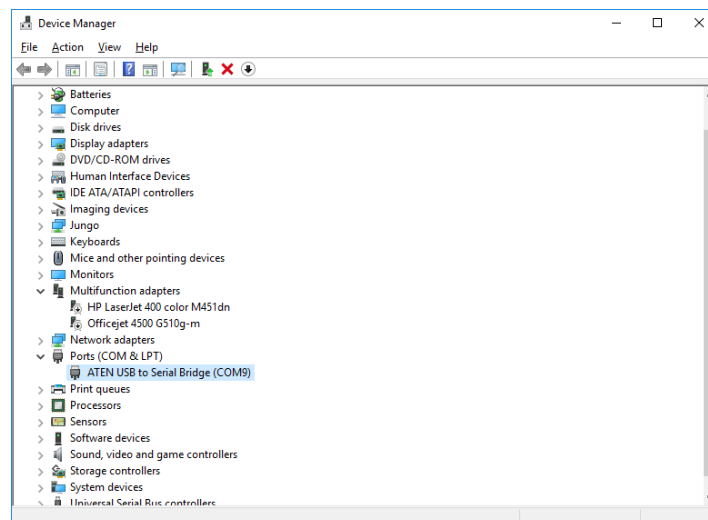 Device Manager
File Action View Help
Batteries
Computer
Disk drives
Display adapters
DVD/CD-ROM drives
Human Interface Devices
IDE ATA/ATAPI controllers
Imaging devices
Jungo
Keyboards
Mice and other pointing devices
Monitors
Multifunction adapters
HP LaserJet 400 color M451dn
Officejet 4500 G510g-m
Network adapters
Ports (COM & LPT)
ATEN USB to Serial Bridge (COM9)
Print queues
Processors
Sensors
Software devices
Sound, video and game controllers
Storage controllers
System devices
Universal Serial Bus controllers